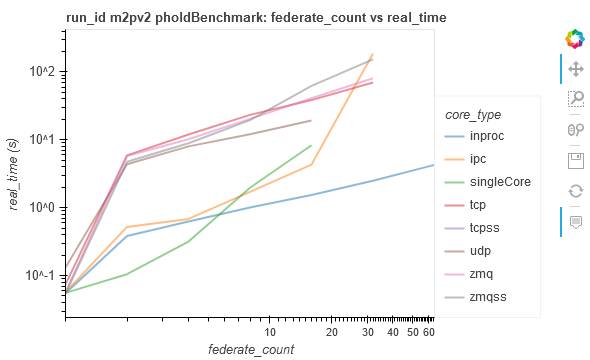 run_id m2pv2 pholdBenchmark: federate_count vs real_time
10^2
10^1
10^0
10^-1
real_time (s)
10
20
30
40
50
60
federate_count
core_type
inproc
ipc
singleCore
tcp
tcpss
udp
zmq
zmqss